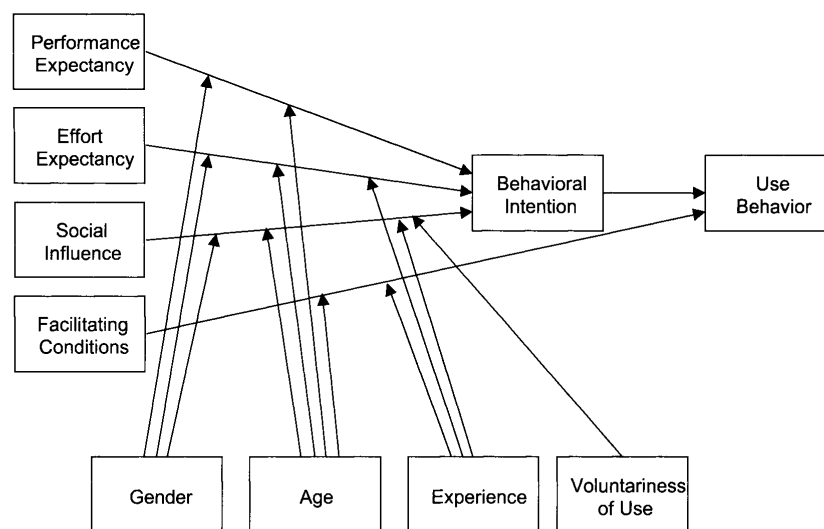 Performance
Expectancy
Effort
Expectancy
Social
Influence
Facilitating
Conditions
Behavioral
Intention
Use
Behavior
Gender
Age
Experience
Voluntariness
of Use